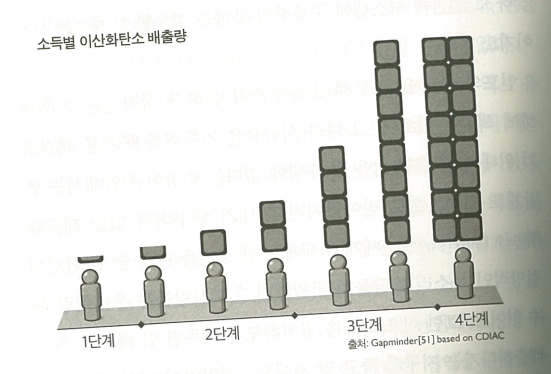 소득별 이산화탄소 배출량
1단계
2단계
3단계
4단계
출처: Gapminder[51] based on CDIAC